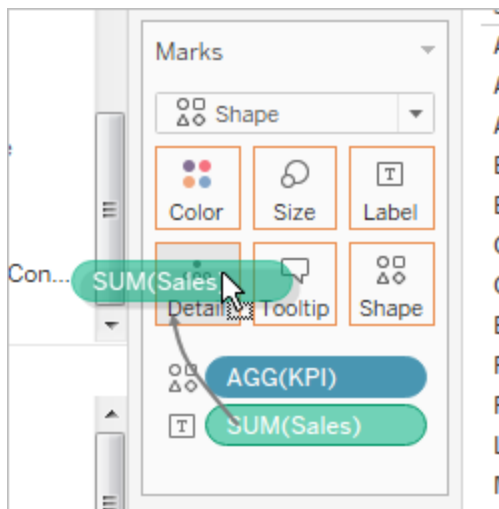 Marks
Shape
Color Size Label
Con... SUM(Sales
Detail Tooltip Shape
AGG(KPI)
T SUM(Sales)